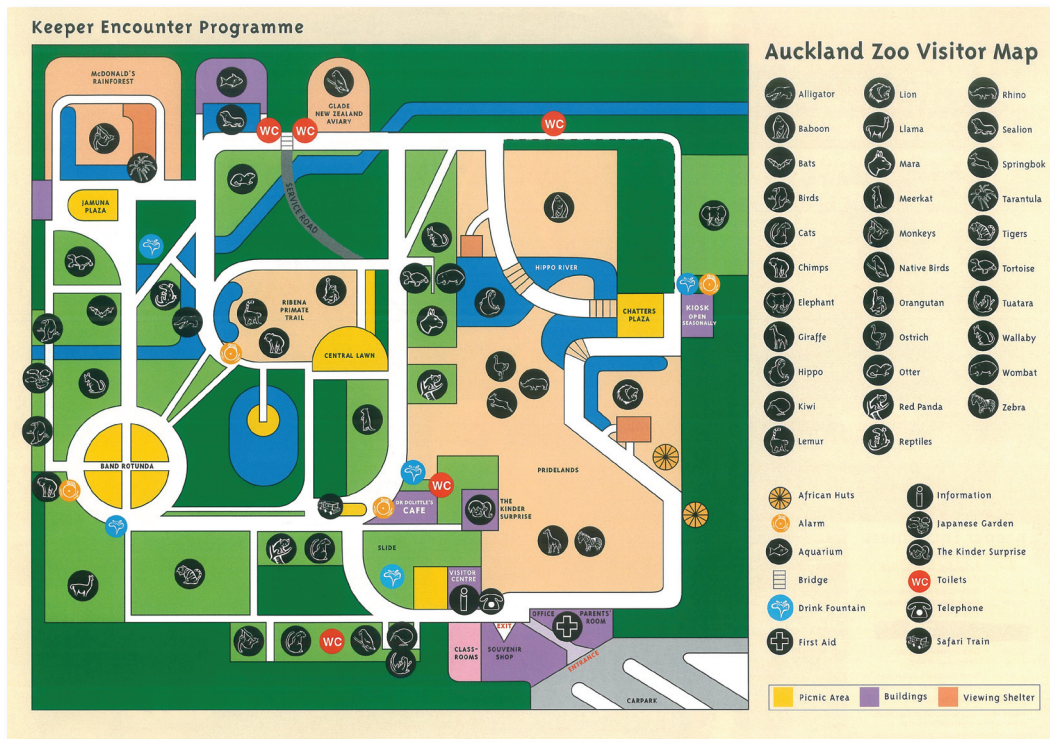 Keeper Encounter Programme
McDONALD'S
RAINFOREST
GLADE
NEW ZEALAND
AVIARY
WC
WC
WC
JAMUNA
PLAZA
SERVICE ROAD
HIPPO RIVER
RIBENA
PRIMATE
TRAIL
CHATTERS
PLAZA
KIOSK
OPEN
SEASONALLY
CENTRAL LAWN
BAND ROTUNDA
PRIDELANDS
WC
DR DOLITTLE'S
CAFE
THE
KINDER
SURPRISE
SLIDE
VISITOR
CENTRE
OFFICE
PARENTS'
ROOM
EXIT
WC
CLASS-
ROOMS
SOUVENIR
SHOP
ENTRANCE
CARPARK
Auckland Zoo Visitor Map
Alligator
Baboon
Bats
Birds
Cats
Chimps
Elephant
Giraffe
Hippo
Kiwi
Lemur
Lion
Llama
Mara
Meerkat
Monkeys
Native Birds
Orangutan
Ostrich
Otter
Red Panda
Reptiles
Rhino
Sealion
Springbok
Tarantula
Tigers
Tortoise
Tuatara
Wallaby
Wombat
Zebra
African Huts
Alarm
Aquarium
Bridge
Drink Fountain
First Aid
Information
Japanese Garden
The Kinder Surprise
WC Toilets
Telephone
Safari Train
Picnic Area
Buildings
Viewing Shelter